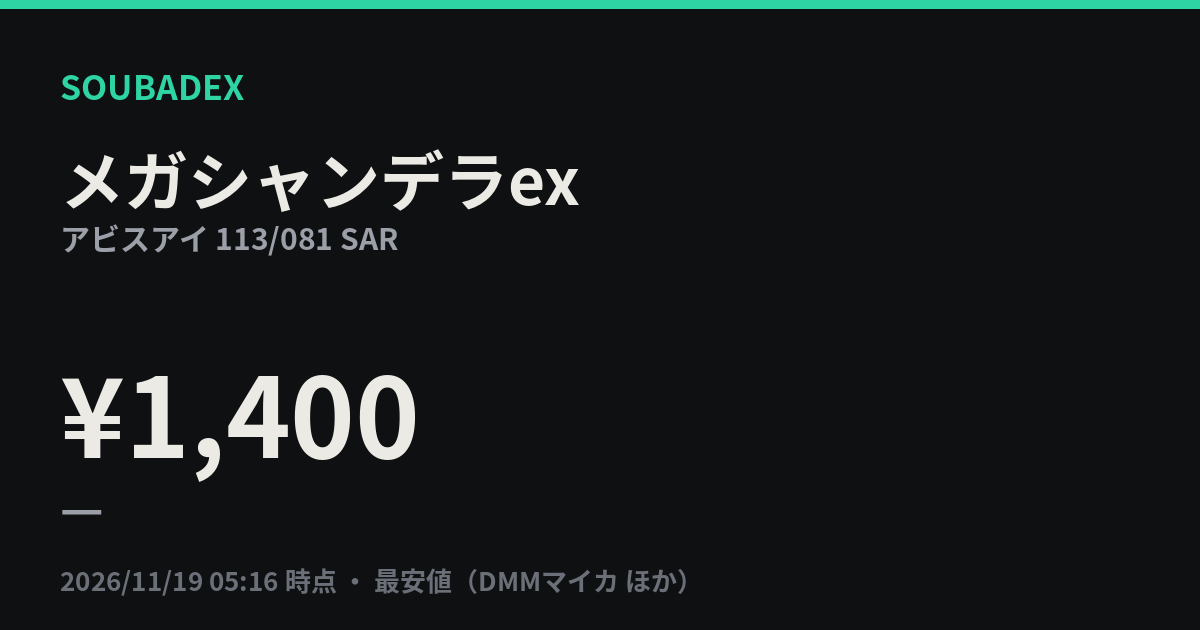 SOUBADEX
メガシャンデラex
アビスアイ 113/081 SAR
¥1,400
—
2026/11/19 05:16 時点 ・ 最安値（DMMマイカ ほか）